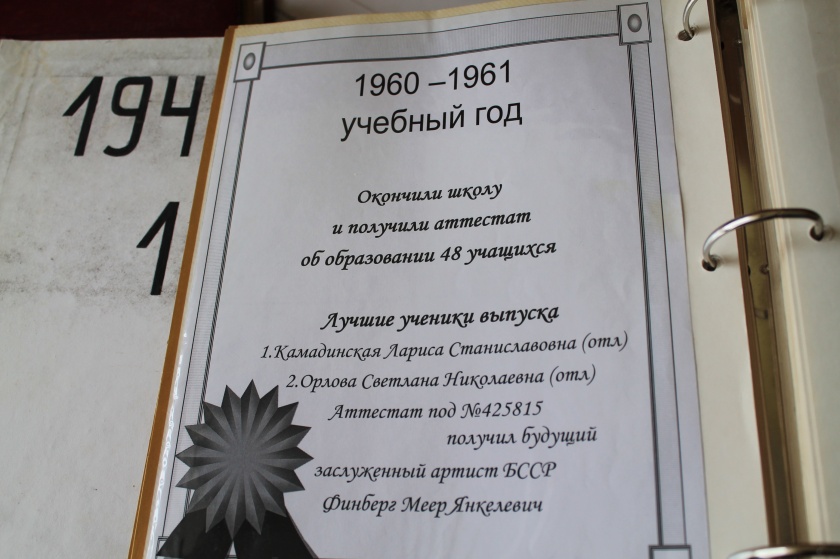 194
1
1960 –1961
учебный год
Окончили школу
и получили аттестат
об образовании 48 учащихся
Лучшие ученики выпуска
1.Камадинская Лариса Станиславовна (отл)
2.Орлова Светлана Николаевна (отл)
Аттестат под №425815
получил будущий
заслуженный артист БССР
Финберг Меер Янкелевич